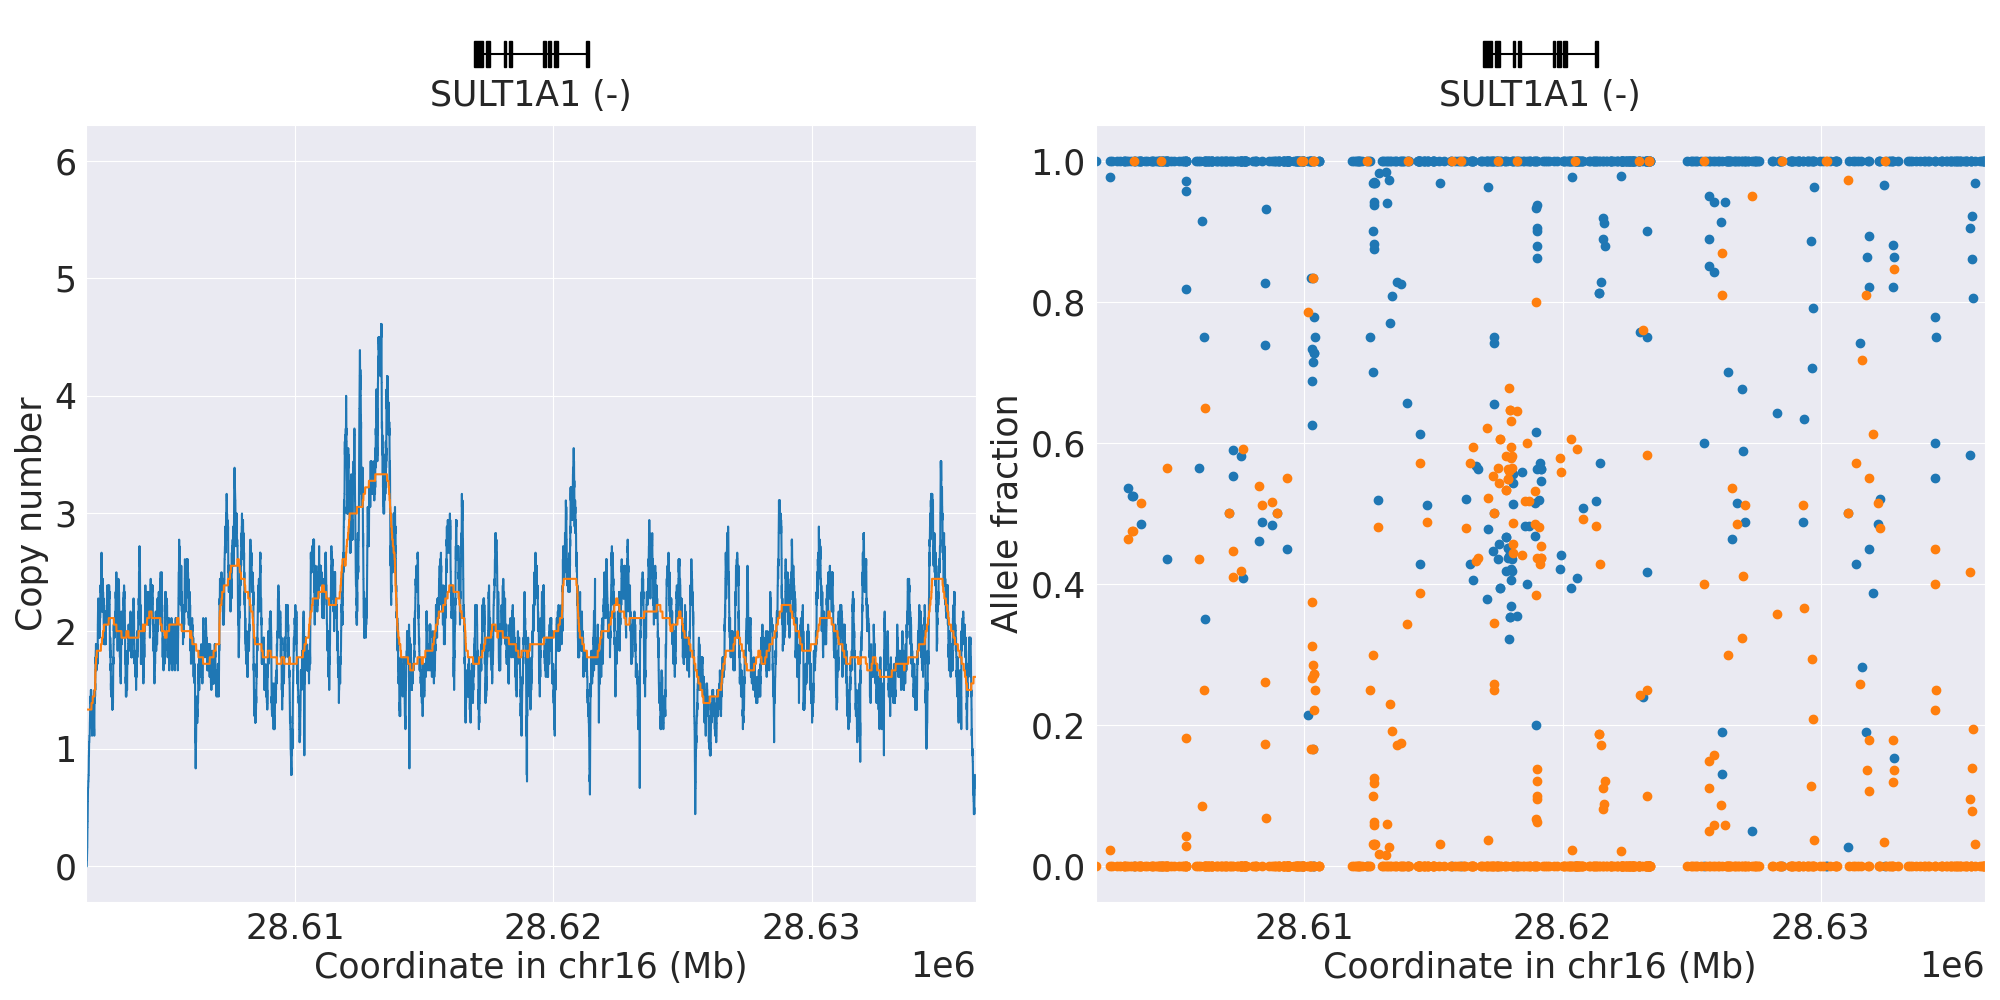 SULT1A1 (-)
6
5
4
3
2
1
0
Copy number
28.61
28.62
28.63
Coordinate in chr16 (Mb)
1e6
SULT1A1 (-)
1.0
0.8
0.6
0.4
0.2
0.0
Allele fraction
28.61
28.62
28.63
Coordinate in chr16 (Mb)
1e6